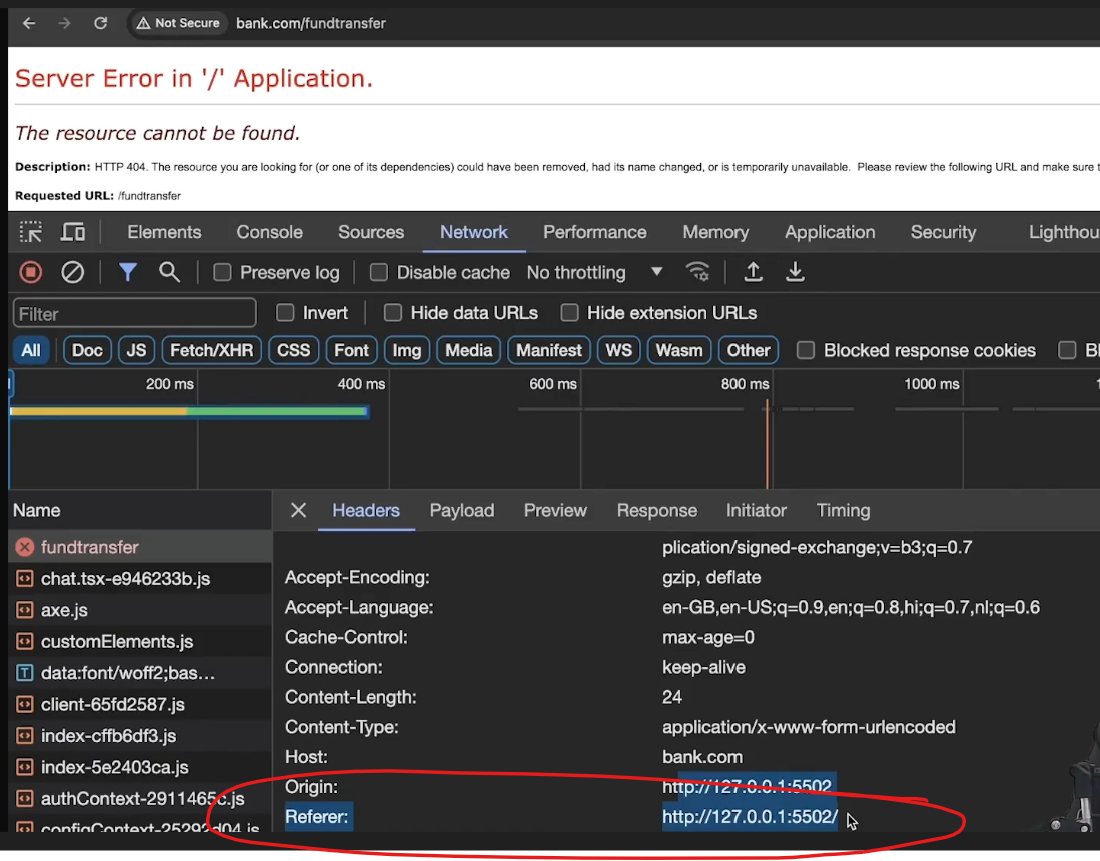 Not Secure bank.com/fundtransfer
Server Error in '/' Application.
The resource cannot be found.
Description: HTTP 404. The resource you are looking for (or one of its dependencies) could have been removed, had its name changed, or is temporarily unavailable. Please review the following URL and make sure t
Requested URL: /fundtransfer
Elements Console Sources Network Performance Memory Application Security Lighthou
Preserve log Disable cache No throttling
Filter Invert Hide data URLs Hide extension URLs
All Doc JS Fetch/XHR CSS Font Img Media Manifest WS Wasm Other Blocked response cookies Bl
200 ms 400 ms 600 ms 800 ms 1000 ms
Name Headers Payload Preview Response Initiator Timing
fundtransfer
chat.tsx-e946233b.js
axe.js
customElements.js
data:font/woff2;bas…
client-65fd2587.js
index-cffb6df3.js
index-5e2403ca.js
authContext-2911465c.js
configContext-25292d04.js
plication/signed-exchange;v=b3;q=0.7
Accept-Encoding: gzip, deflate
Accept-Language: en-GB,en-US;q=0.9,en;q=0.8,hi;q=0.7,nl;q=0.6
Cache-Control: max-age=0
Connection: keep-alive
Content-Length: 24
Content-Type: application/x-www-form-urlencoded
Host: bank.com
Origin: http://127.0.0.1:5502
Referer: http://127.0.0.1:5502/